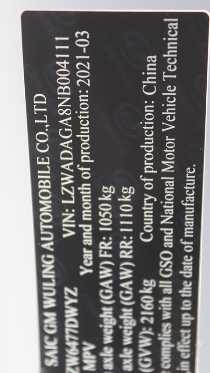 SAIC GM WULING AUTOMOBILE CO.,LTD
ZW6477DWYZ VIN: LZWADAGA8NB004111
MPV Year and month of production: 2021-03
axle weight (GAW) FR: 1050 kg
axle weight (GAW) RR: 1110 kg
(GVW): 2160 kg Country of production: China
complies with all GSO and National Motor Vehicle Technical
in effect up to the date of manufacture.